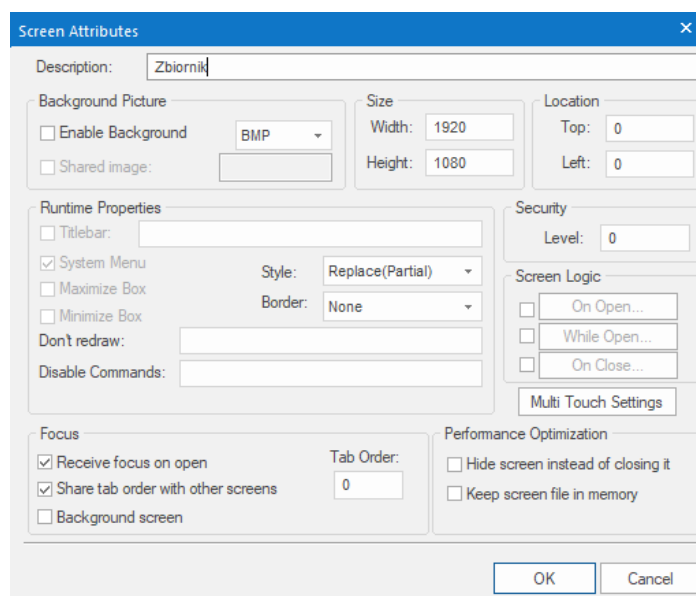 Screen Attributes
Description: Zbiornik
Background Picture
Enable Background BMP
Shared image:
Size
Width: 1920
Height: 1080
Location
Top: 0
Left: 0
Runtime Properties
Titlebar:
System Menu
Maximize Box
Minimize Box
Style: Replace(Partial)
Border: None
Don't redraw:
Disable Commands:
Security
Level: 0
Screen Logic
On Open...
While Open...
On Close...
Multi Touch Settings
Focus
Receive focus on open
Share tab order with other screens
Background screen
Tab Order:
0
Performance Optimization
Hide screen instead of closing it
Keep screen file in memory
OK Cancel